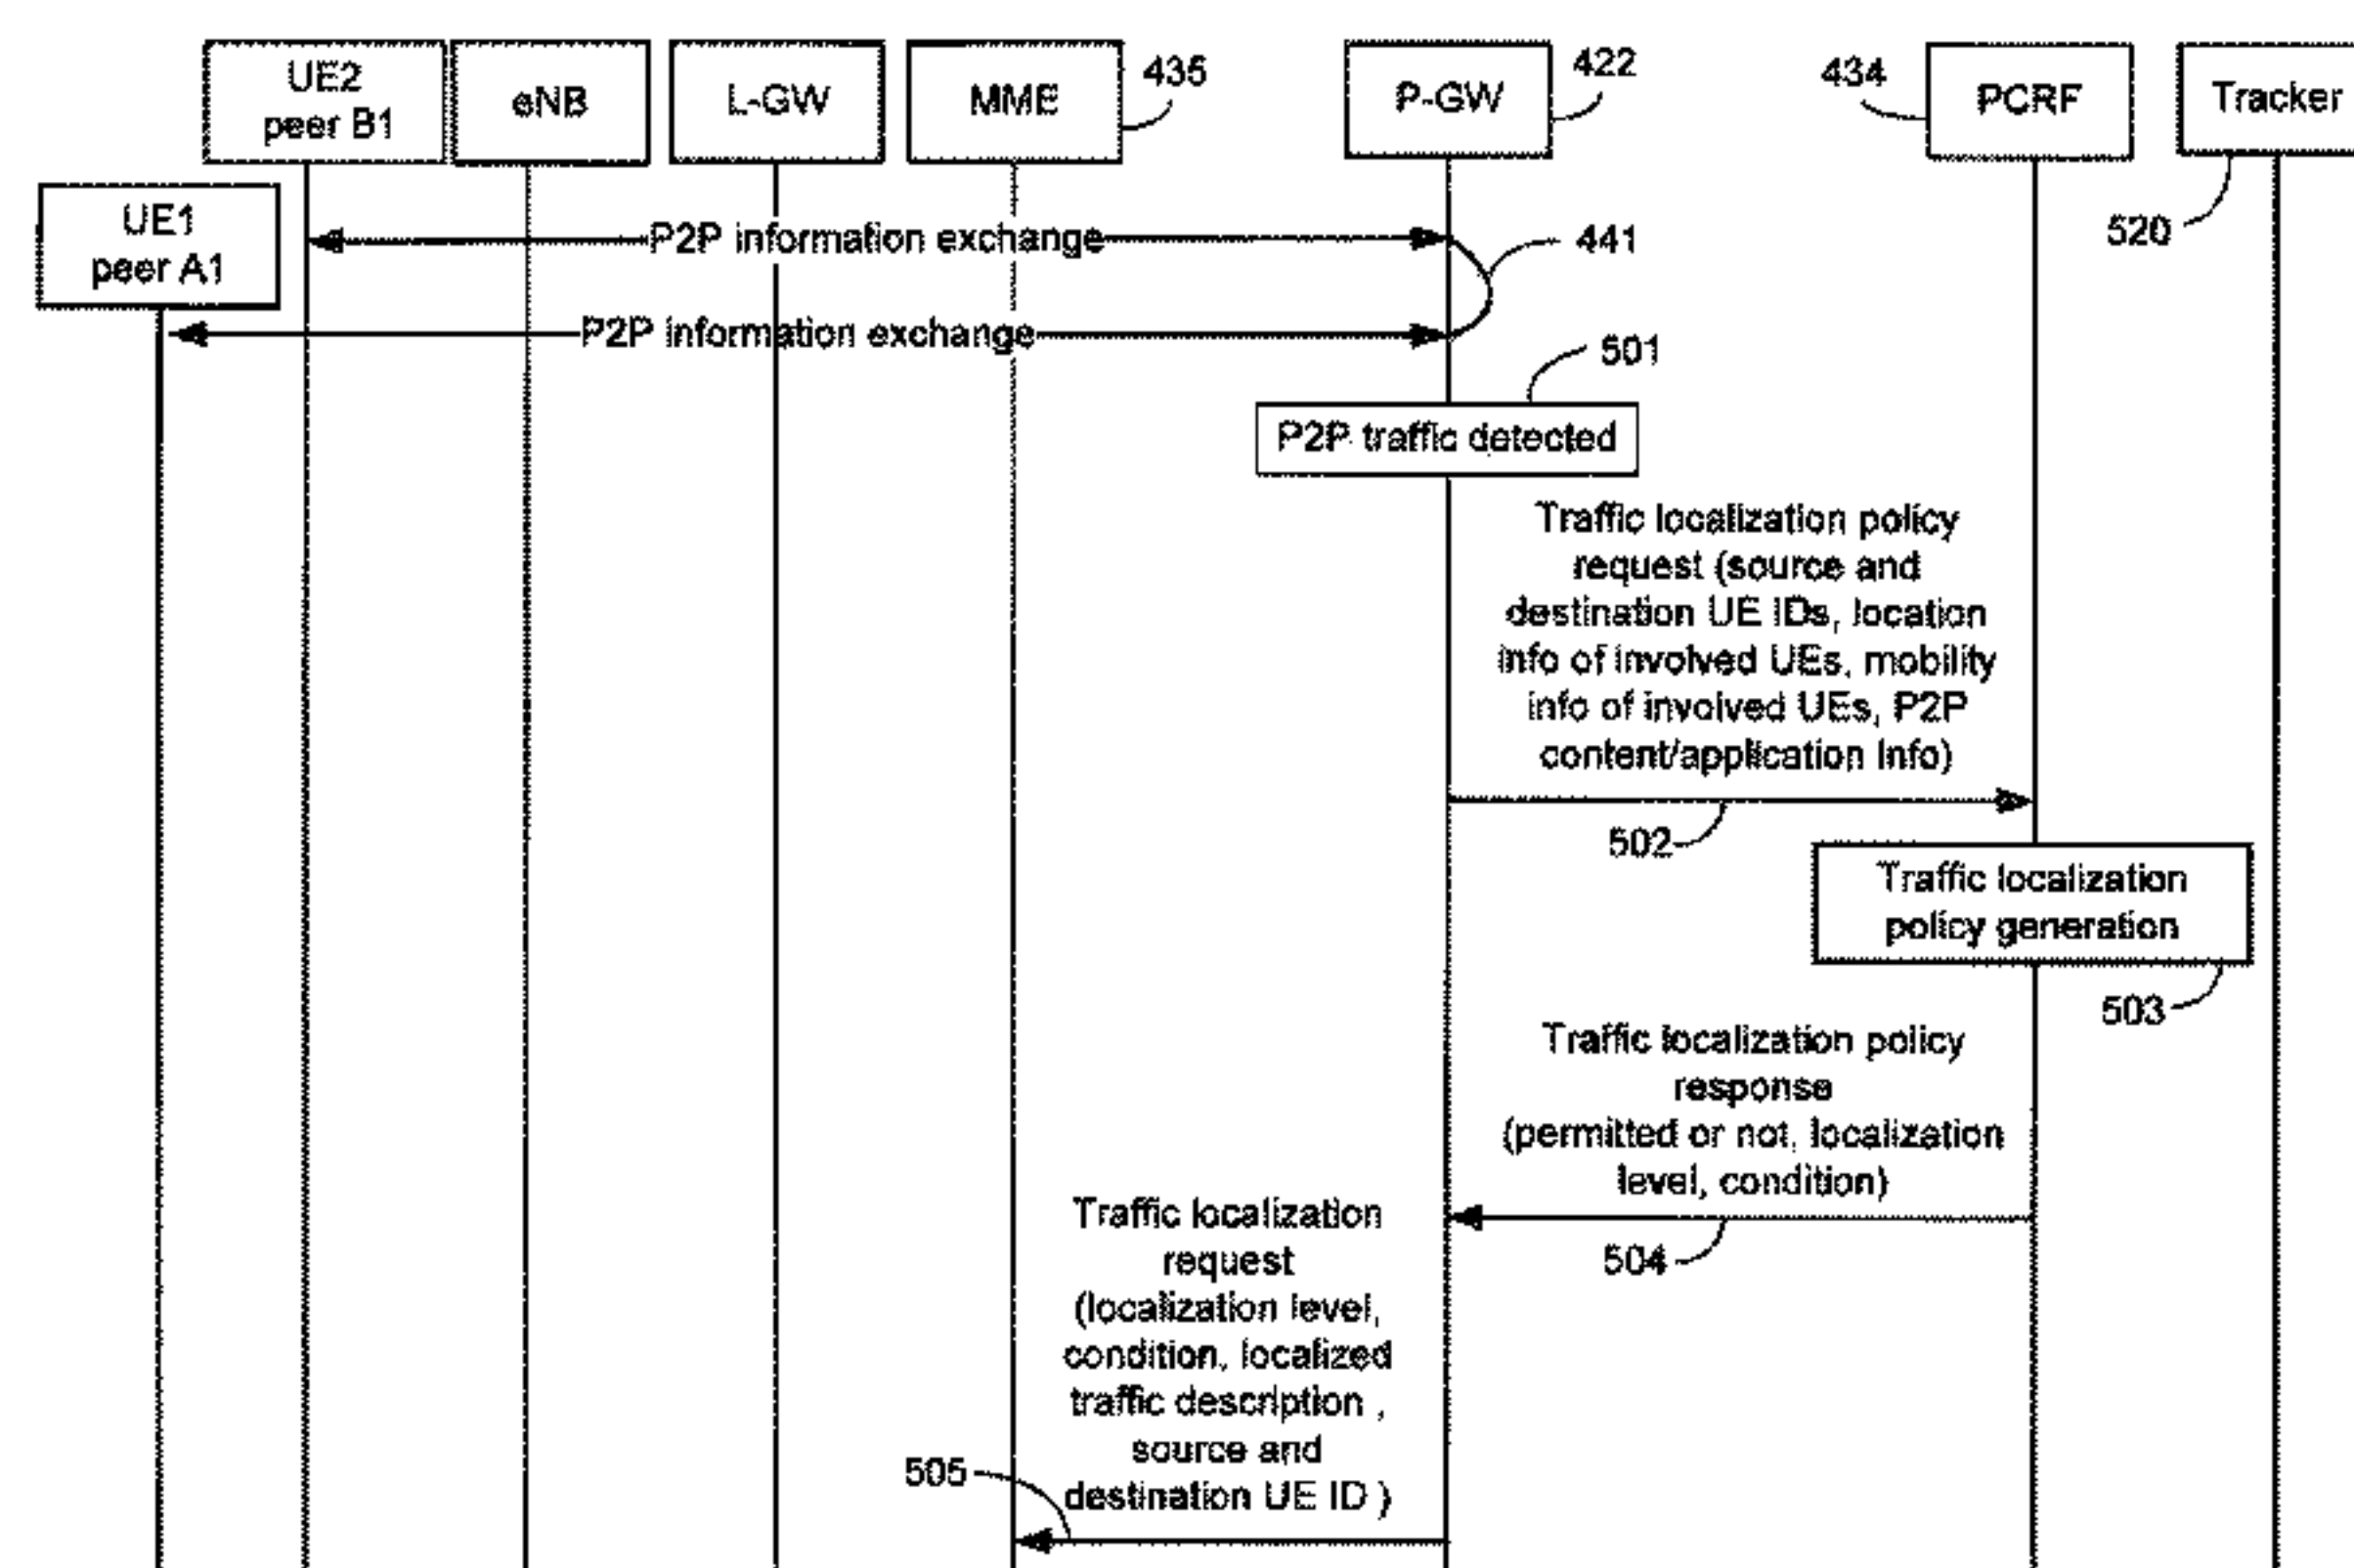 UE2
peer B1
eNB
L-GW
MME
435
P-GW
422
434
PCRF
Tracker
520
UE1
peer A1
P2P information exchange
441
P2P information exchange
501
P2P traffic detected
Traffic localization policy
request (source and
destination UE IDs, location
info of involved UEs, mobility
info of involved UEs, P2P
content/application Info)
502
Traffic localization
policy generation
503
Traffic localization policy
response
(permitted or not, localization
level, condition)
504
Traffic localization
request
(localization level,
condition, localized
traffic description ,
source and
destination UE ID )
505